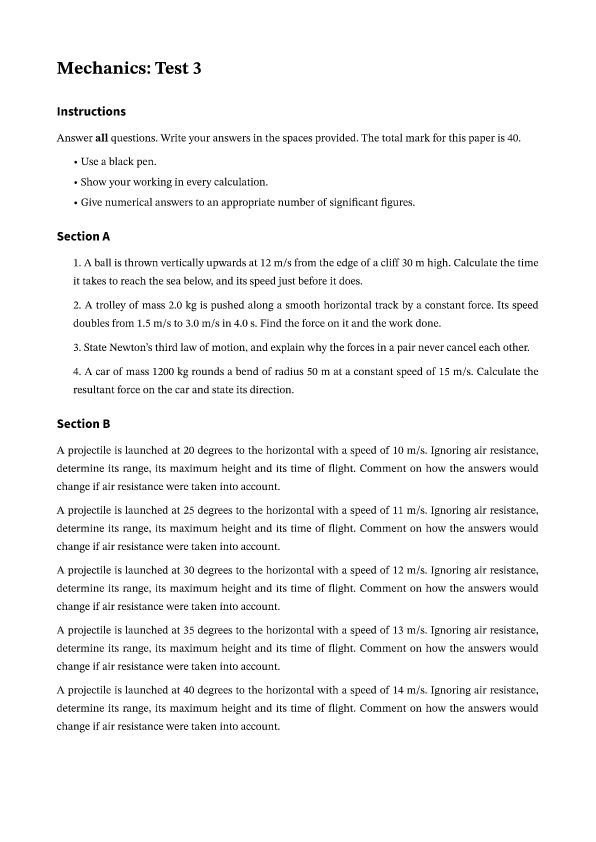 Mechanics: Test 3
Instructions
Answer all questions. Write your answers in the spaces provided. The total mark for this paper is 40.
• Use a black pen.
• Show your working in every calculation.
• Give numerical answers to an appropriate number of significant figures.
Section A
1. A ball is thrown vertically upwards at 12 m/s from the edge of a cliff 30 m high. Calculate the time
it takes to reach the sea below, and its speed just before it does.
2. A trolley of mass 2.0 kg is pushed along a smooth horizontal track by a constant force. Its speed
doubles from 1.5 m/s to 3.0 m/s in 4.0 s. Find the force on it and the work done.
3. State Newton’s third law of motion, and explain why the forces in a pair never cancel each other.
4. A car of mass 1200 kg rounds a bend of radius 50 m at a constant speed of 15 m/s. Calculate the
resultant force on the car and state its direction.
Section B
A projectile is launched at 20 degrees to the horizontal with a speed of 10 m/s. Ignoring air resistance,
determine its range, its maximum height and its time of flight. Comment on how the answers would
change if air resistance were taken into account.
A projectile is launched at 25 degrees to the horizontal with a speed of 11 m/s. Ignoring air resistance,
determine its range, its maximum height and its time of flight. Comment on how the answers would
change if air resistance were taken into account.
A projectile is launched at 30 degrees to the horizontal with a speed of 12 m/s. Ignoring air resistance,
determine its range, its maximum height and its time of flight. Comment on how the answers would
change if air resistance were taken into account.
A projectile is launched at 35 degrees to the horizontal with a speed of 13 m/s. Ignoring air resistance,
determine its range, its maximum height and its time of flight. Comment on how the answers would
change if air resistance were taken into account.
A projectile is launched at 40 degrees to the horizontal with a speed of 14 m/s. Ignoring air resistance,
determine its range, its maximum height and its time of flight. Comment on how the answers would
change if air resistance were taken into account.